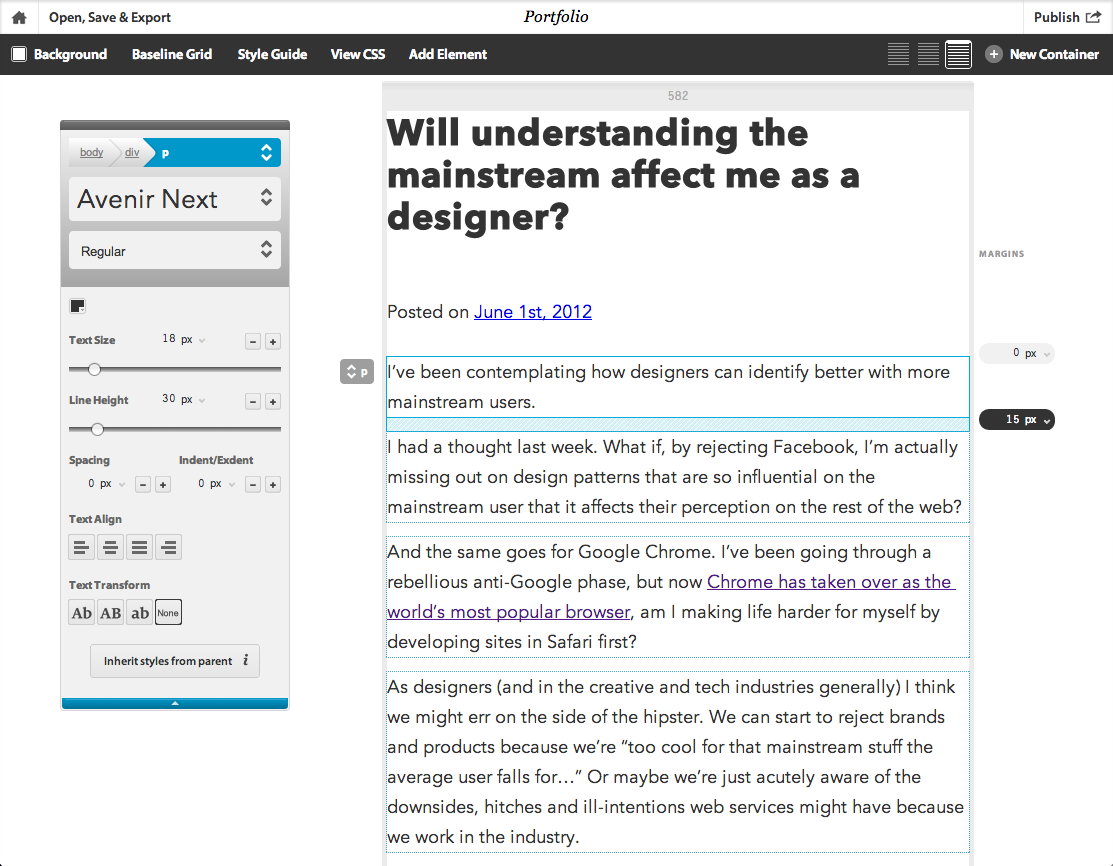 Open, Save & Export
Portfolio
Publish
Background
Baseline Grid
Style Guide
View CSS
Add Element
+ New Container
582
body
div
p
Avenir Next
Regular
Text Size
18 px
Line Height
30 px
Spacing
Indent/Exdent
0 px
0 px
Text Align
Text Transform
Ab
AB
ab
None
Inherit styles from parent i
Will understanding the
mainstream affect me as a
designer?
Posted on June 1st, 2012
p
I’ve been contemplating how designers can identify better with more
mainstream users.
I had a thought last week. What if, by rejecting Facebook, I’m actually
missing out on design patterns that are so influential on the
mainstream user that it affects their perception on the rest of the web?
And the same goes for Google Chrome. I’ve been going through a
rebellious anti-Google phase, but now Chrome has taken over as the
world’s most popular browser, am I making life harder for myself by
developing sites in Safari first?
As designers (and in the creative and tech industries generally) I think
we might err on the side of the hipster. We can start to reject brands
and products because we’re “too cool for that mainstream stuff the
average user falls for…” Or maybe we’re just acutely aware of the
downsides, hitches and ill-intentions web services might have because
we work in the industry.
MARGINS
0 px
15 px